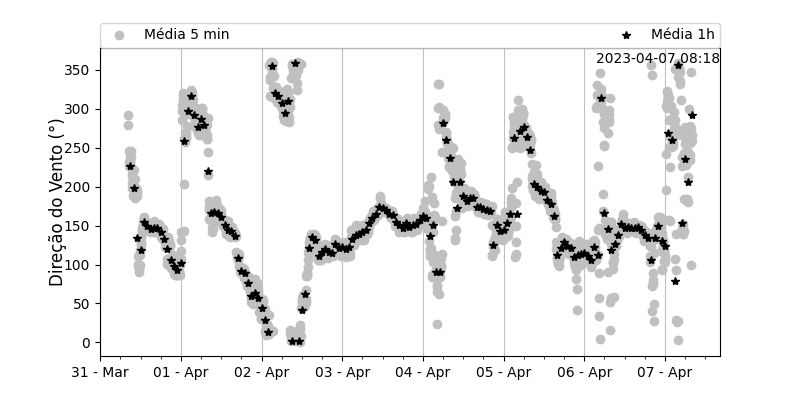 Média 5 min
Média 1h
2023-04-07 08:18
Direção do Vento (°)
350
300
250
200
150
100
50
0
31 - Mar
01 - Apr
02 - Apr
03 - Apr
04 - Apr
05 - Apr
06 - Apr
07 - Apr